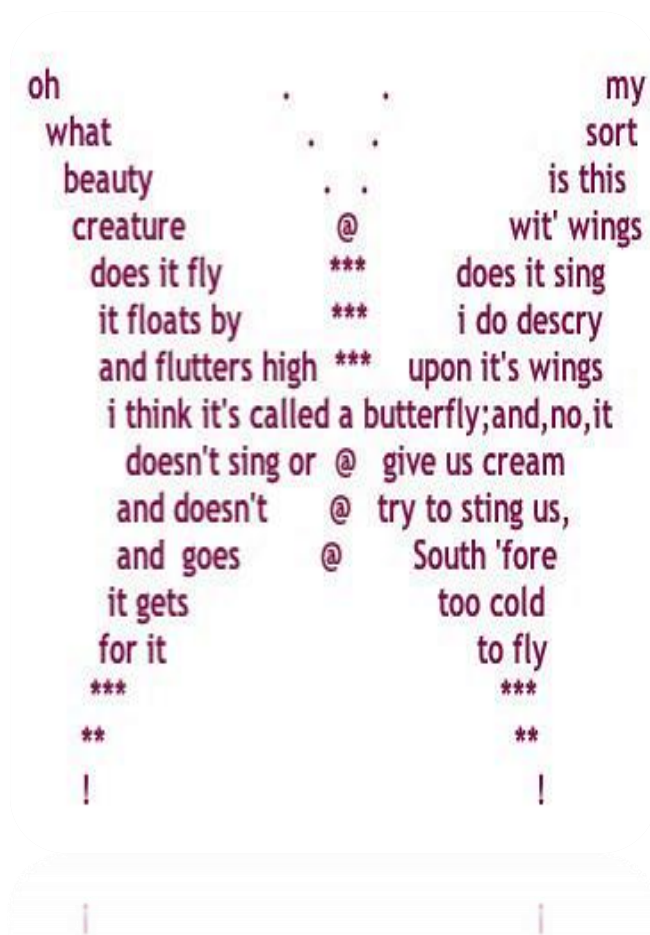 oh . . my
what . . sort
beauty . . is this
creature @ wit' wings
does it fly *** does it sing
it floats by *** i do descry
and flutters high *** upon it's wings
i think it's called a butterfly;and,no,it
doesn't sing or @ give us cream
and doesn't @ try to sting us,
and goes @ South 'fore
it gets too cold
for it to fly
*** ***
** **
! !